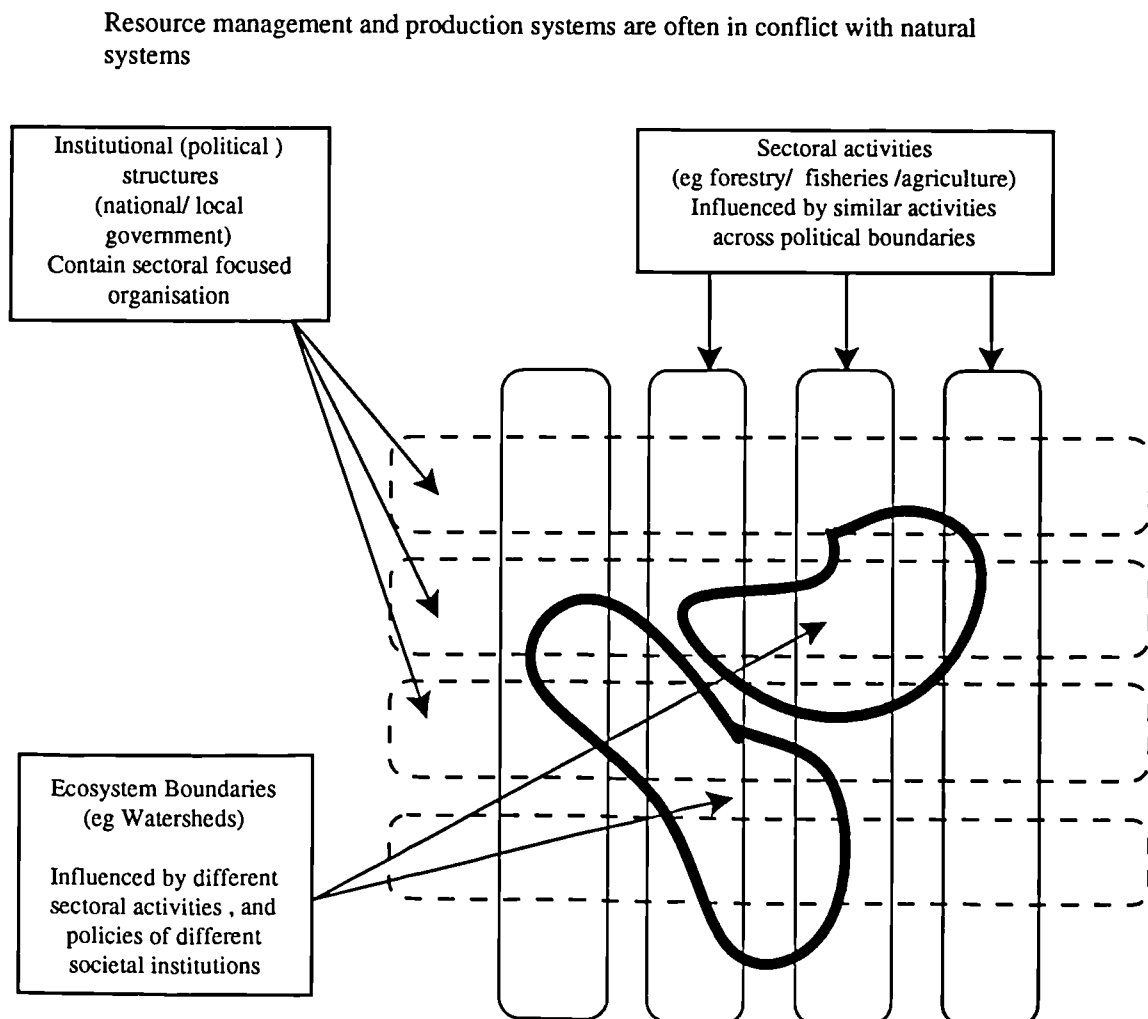 Resource management and production systems are often in conflict with natural
systems
Institutional (political )
structures
(national/ local
government)
Contain sectoral focused
organisation
Sectoral activities
(eg forestry/ fisheries /agriculture)
Influenced by similar activities
across political boundaries
Ecosystem Boundaries
(eg Watersheds)
Influenced by different
sectoral activities , and
policies of different
societal institutions